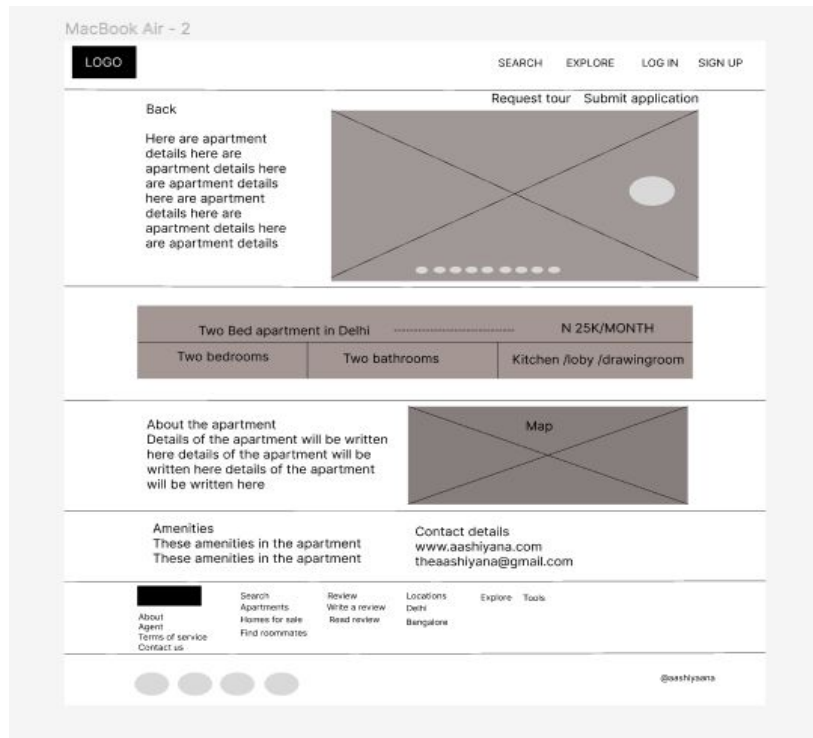 MacBook Air - 2
LOGO
SEARCH EXPLORE LOG IN SIGN UP
Request tour Submit application
Back
Here are apartment
details here are
apartment details here
are apartment details
here are apartment
details here are
apartment details here
are apartment details
Two Bed apartment in Delhi ---------------------------- N 25K/MONTH
Two bedrooms Two bathrooms Kitchen /loby /drawingroom
About the apartment
Details of the apartment will be written
here details of the apartment will be
written here details of the apartment
will be written here
Map
Amenities
These amenities in the apartment
These amenities in the apartment
Contact details
www.aashiyana.com
theaashiyana@gmail.com
About
Agent
Terms of service
Contact us
Search
Apartments
Homes for sale
Find roommates
Review
Write a review
Read review
Locations
Delhi
Bangalore
Explore Tools
@aashiyaana